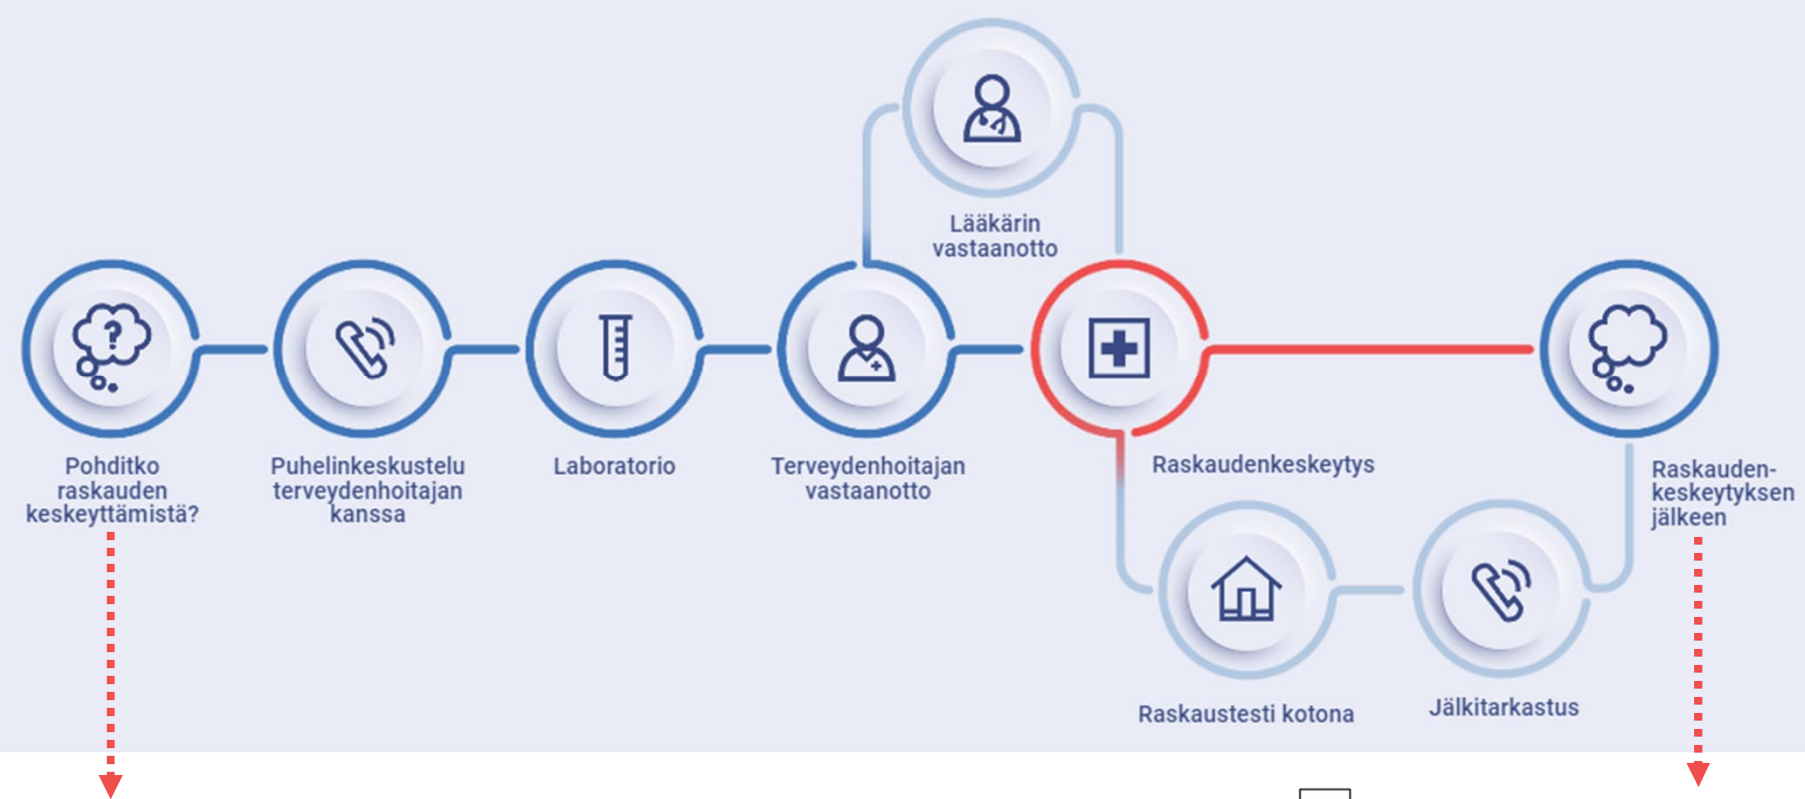 Lääkärin
vastaanotto
Pohditko
raskauden
keskeyttämistä?
Puhelinkeskustelu
terveydenhoitajan
kanssa
Laboratorio
Terveydenhoitajan
vastaanotto
Raskaudenkeskeytys
Raskauden-
keskeytyksen
jälkeen
Raskaustesti kotona
Jälkitarkastus